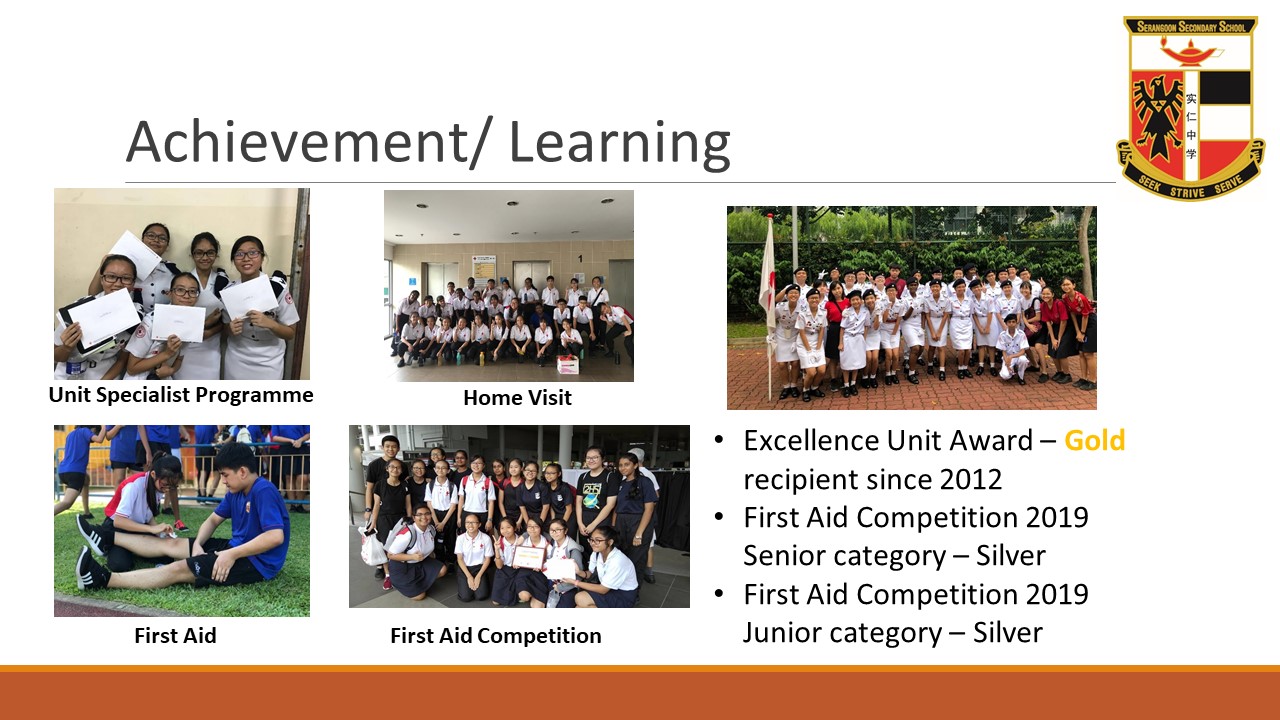 SERANGOON SECONDARY SCHOOL
实
仁
中
学
SEEK STRIVE SERVE
Achievement/ Learning
1
Unit Specialist Programme
Home Visit
First Aid
First Aid Competition
• Excellence Unit Award – Gold
recipient since 2012
• First Aid Competition 2019
Senior category – Silver
• First Aid Competition 2019
Junior category – Silver